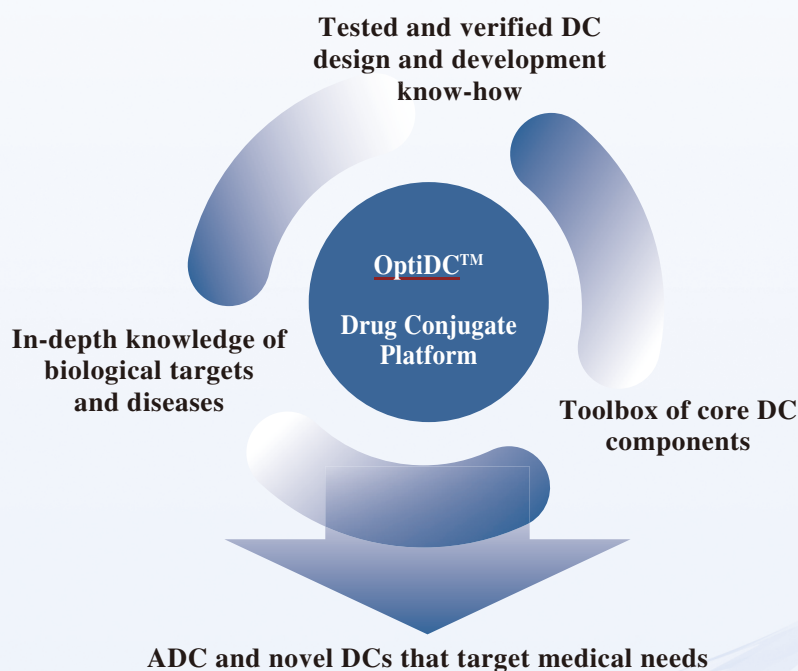 Tested and verified DC
design and development
know-how
OptiDC™
Drug Conjugate
Platform
In-depth knowledge of
biological targets
and diseases
Toolbox of core DC
components
ADC and novel DCs that target medical needs